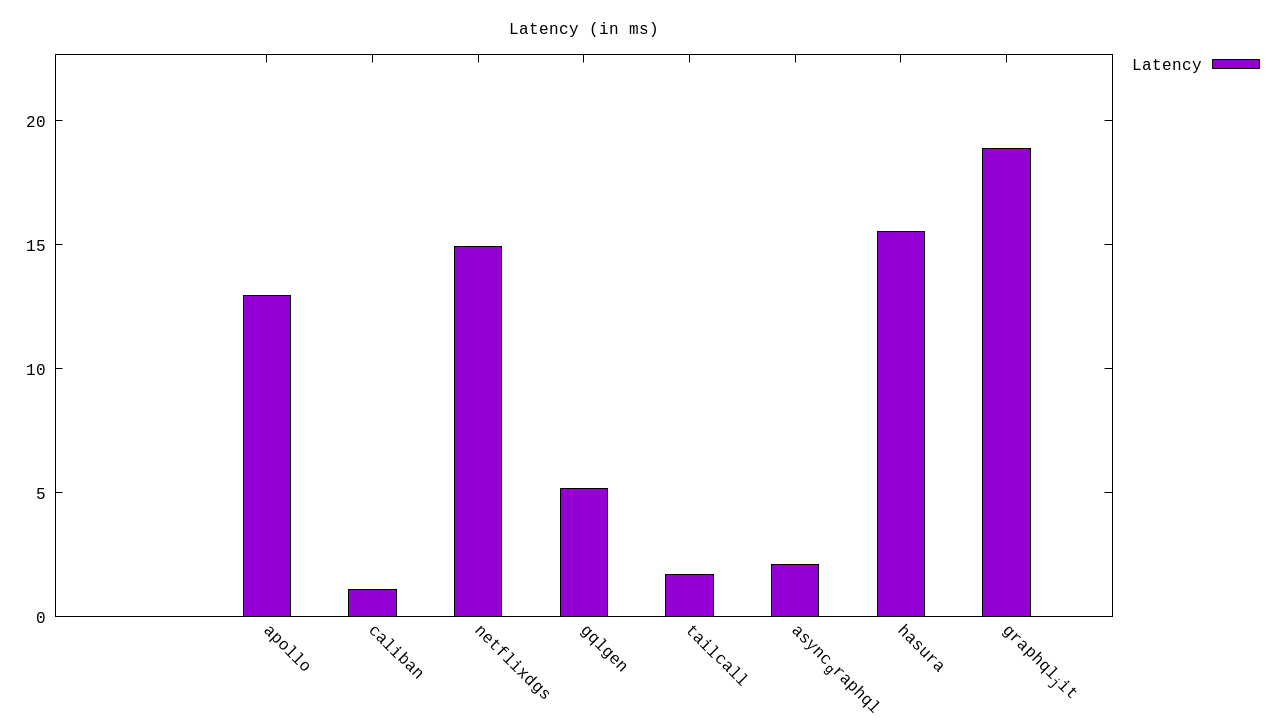 Latency (in ms)
Latency
20
15
10
5
0
apollo
caliban
netflixdgs
gqlgen
tailcall
async_graphql
hasura
graphql_jit